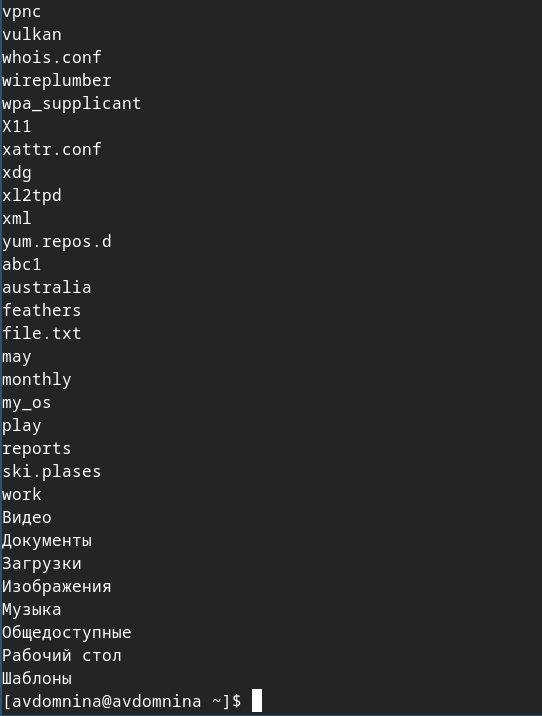 vpnc
vulkan
whois.conf
wireplumber
wpa_supplicant
X11
xattr.conf
xdg
xl2tpd
xml
yum.repos.d
abc1
australia
feathers
file.txt
may
monthly
my_os
play
reports
ski.plases
work
Видео
Документы
Загрузки
Изображения
Музыка
Общедоступные
Рабочий стол
Шаблоны
[avdomnina@avdomnina ~]$